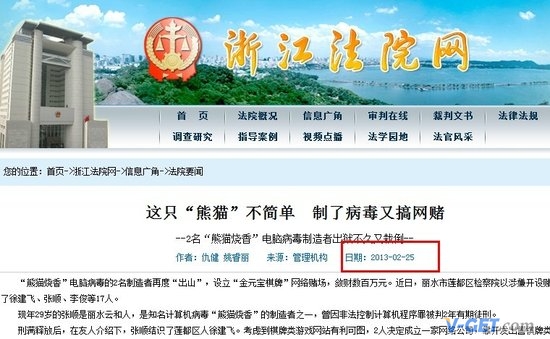 浙江法院网
首 页 法院概况 信息广角 审判在线 裁判文书 法律法规
调查研究 指导案例 视频点播 法学园地 法官风采
您的位置：首页->浙江法院网->信息广角->法院要闻
这只“熊猫”不简单 制了病毒又搞网赌
--2名“熊猫烧香”电脑病毒制造者出狱不久又栽倒--
作者：仇健 姚睿丽 来源：管理机构 日期：2013-02-25
“熊猫烧香”电脑病毒的2名制造者再度“出山”，设立“金元宝棋牌”网络赌场，敛财数百万元。近日，丽水市莲都区检察院以涉嫌开设赌
了徐建飞、张顺、李俊等17人。
现年29岁的张顺是丽水云和人，是知名计算机病毒“熊猫烧香”的制造者之一，曾因非法控制计算机程序罪被判2年有期徒刑。
刑满释放后，在友人介绍下，张顺结识了莲都区人徐建飞。考虑到棋牌类游戏网站有利可图，2人决定成立一家网络公司
V-GET.com